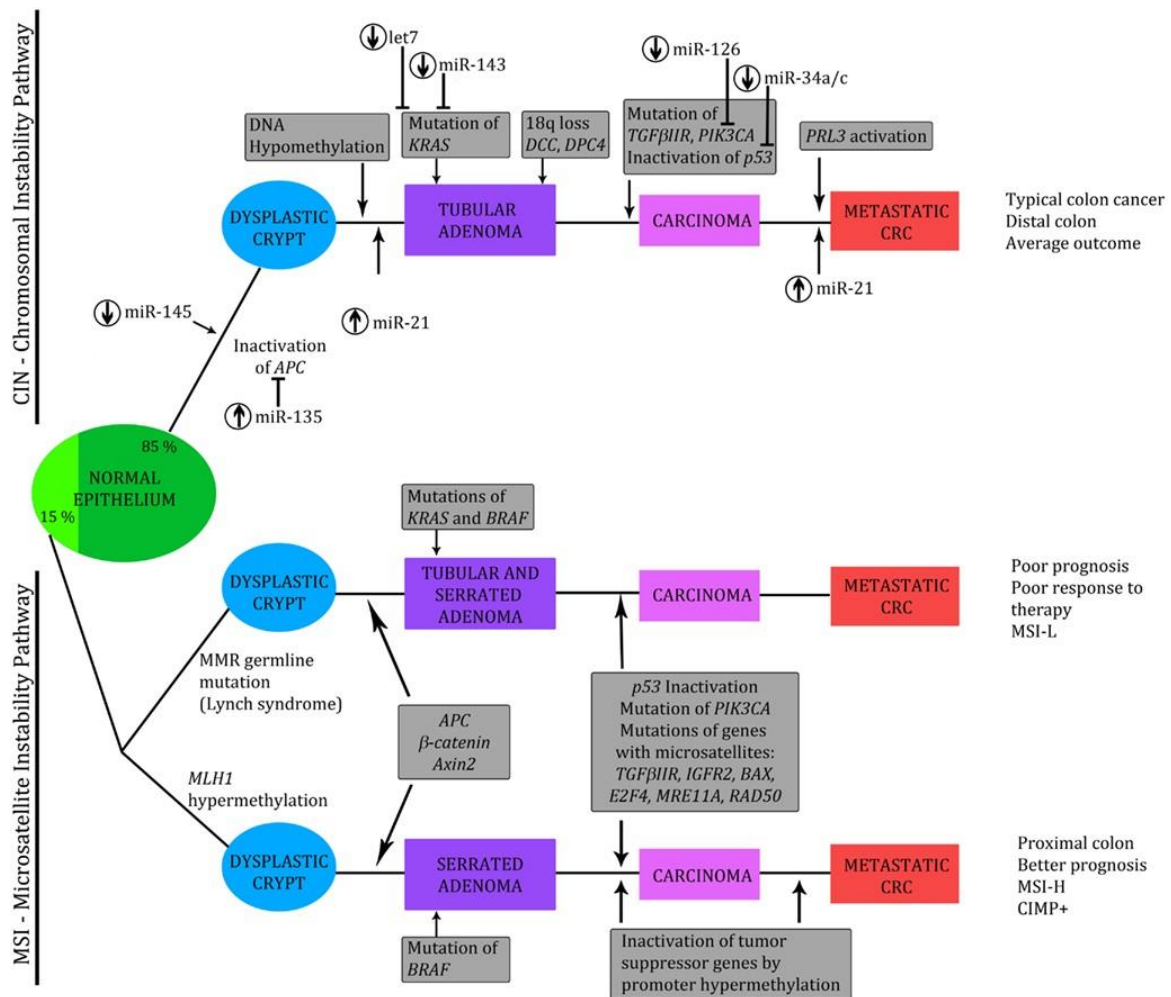 CIN - Chromosomal Instability Pathway
let7
miR-143
miR-126
miR-34a/c
DNA
Hypomethylation
Mutation of
KRAS
18q loss
DCC, DPC4
Mutation of
TGFβIIR, PIK3CA
Inactivation of p53
PRL3 activation
DYSPLASTIC
CRYPT
TUBULAR
ADENOMA
CARCINOMA
METASTATIC
CRC
Typical colon cancer
Distal colon
Average outcome
miR-145
miR-21
miR-21
Inactivation
of APC
miR-135
85 %
NORMAL
EPITHELIUM
15 %
MSI - Microsatellite Instability Pathway
Mutations of
KRAS and BRAF
DYSPLASTIC
CRYPT
TUBULAR AND
SERRATED
ADENOMA
CARCINOMA
METASTATIC
CRC
Poor prognosis
Poor response to
therapy
MSI-L
MMR germline
mutation
(Lynch syndrome)
APC
β-catenin
Axin2
p53 Inactivation
Mutation of PIK3CA
Mutations of genes
with microsatellites:
TGFβIIR, IGFR2, BAX,
E2F4, MRE11A, RAD50
MLH1
hypermethylation
DYSPLASTIC
CRYPT
SERRATED
ADENOMA
CARCINOMA
METASTATIC
CRC
Proximal colon
Better prognosis
MSI-H
CIMP+
Mutation of
BRAF
Inactivation of tumor
suppressor genes by
promoter hypermethylation